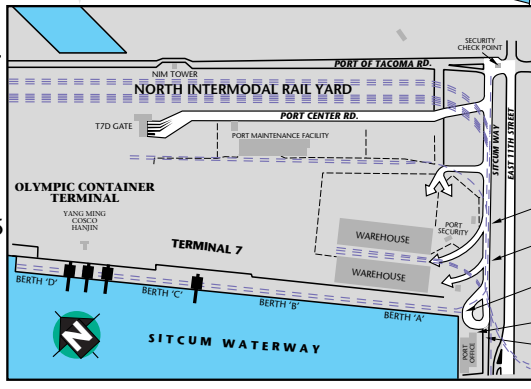 SECURITY
CHECK POINT
PORT OF TACOMA RD.
NIM TOWER
NORTH INTERMODAL RAIL YARD
PORT CENTER RD.
T7D GATE
PORT MAINTENANCE FACILITY
SITCUM WAY
EAST 11TH STREET
OLYMPIC CONTAINER
TERMINAL
YANG MING
COSCO
HANJIN
PORT
SECURITY
WAREHOUSE
TERMINAL 7
WAREHOUSE
BERTH 'D'
BERTH 'C'
BERTH 'B'
BERTH 'A'
N
SITCUM WATERWAY
PORT
OFFICE